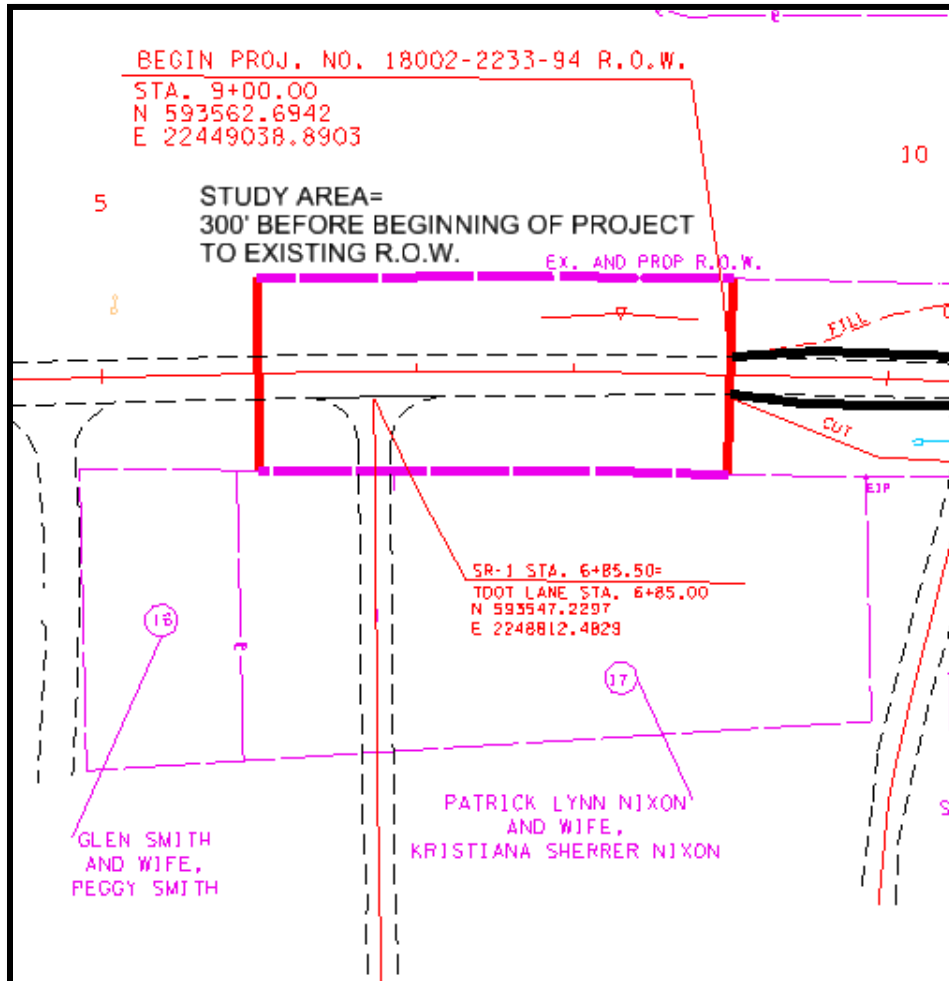 BEGIN PROJ. NO. 18002-2233-94 R.O.W.
STA. 9+00.00
N 593562.6942
E 22449038.8903
10
5
STUDY AREA=
300' BEFORE BEGINNING OF PROJECT
TO EXISTING R.O.W.
EX. AND PROP R.O.W.
FILL
CUT
EIP
SR-1 STA. 6+85.50=
TDOT LANE STA. 6+85.00
N 593547.2297
E 2248812.4829
17
PATRICK LYNN NIXON
AND WIFE,
KRISTIANA SHERRER NIXON
GLEN SMITH
AND WIFE,
PEGGY SMITH
S